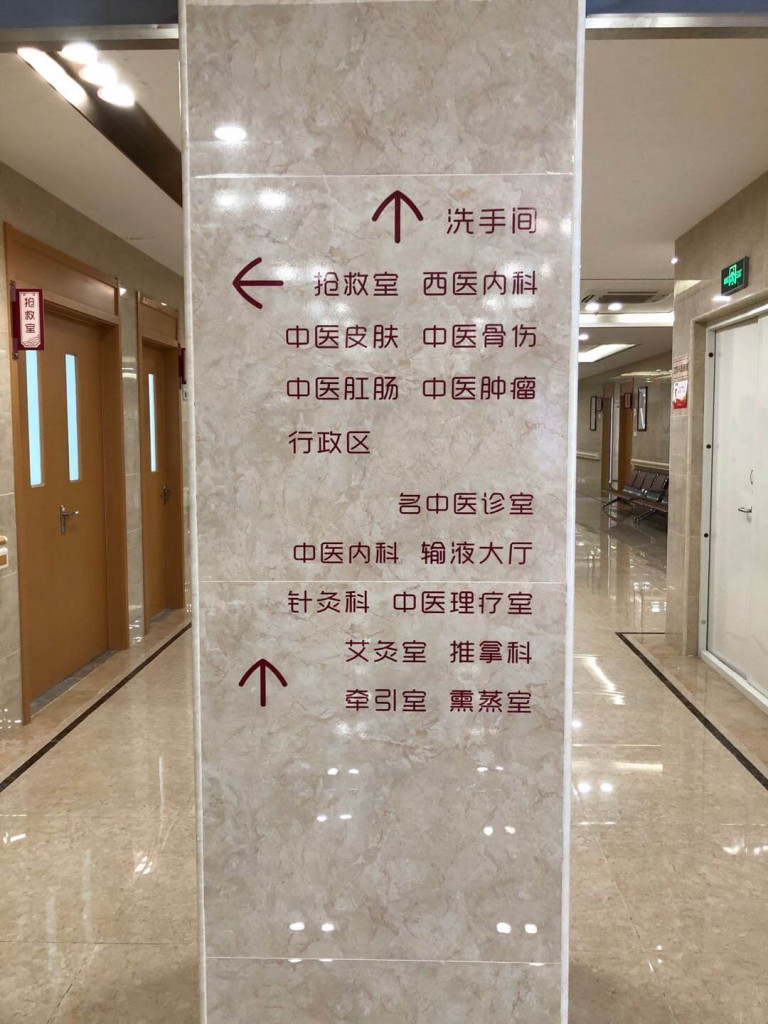 ↑ 洗手间
← 抢救室 西医内科
中医皮肤 中医骨伤
中医肛肠 中医肿瘤
行政区
名中医诊室
中医内科 输液大厅
针灸科 中医理疗室
艾灸室 推拿科
↑ 牵引室 熏蒸室
抢救室